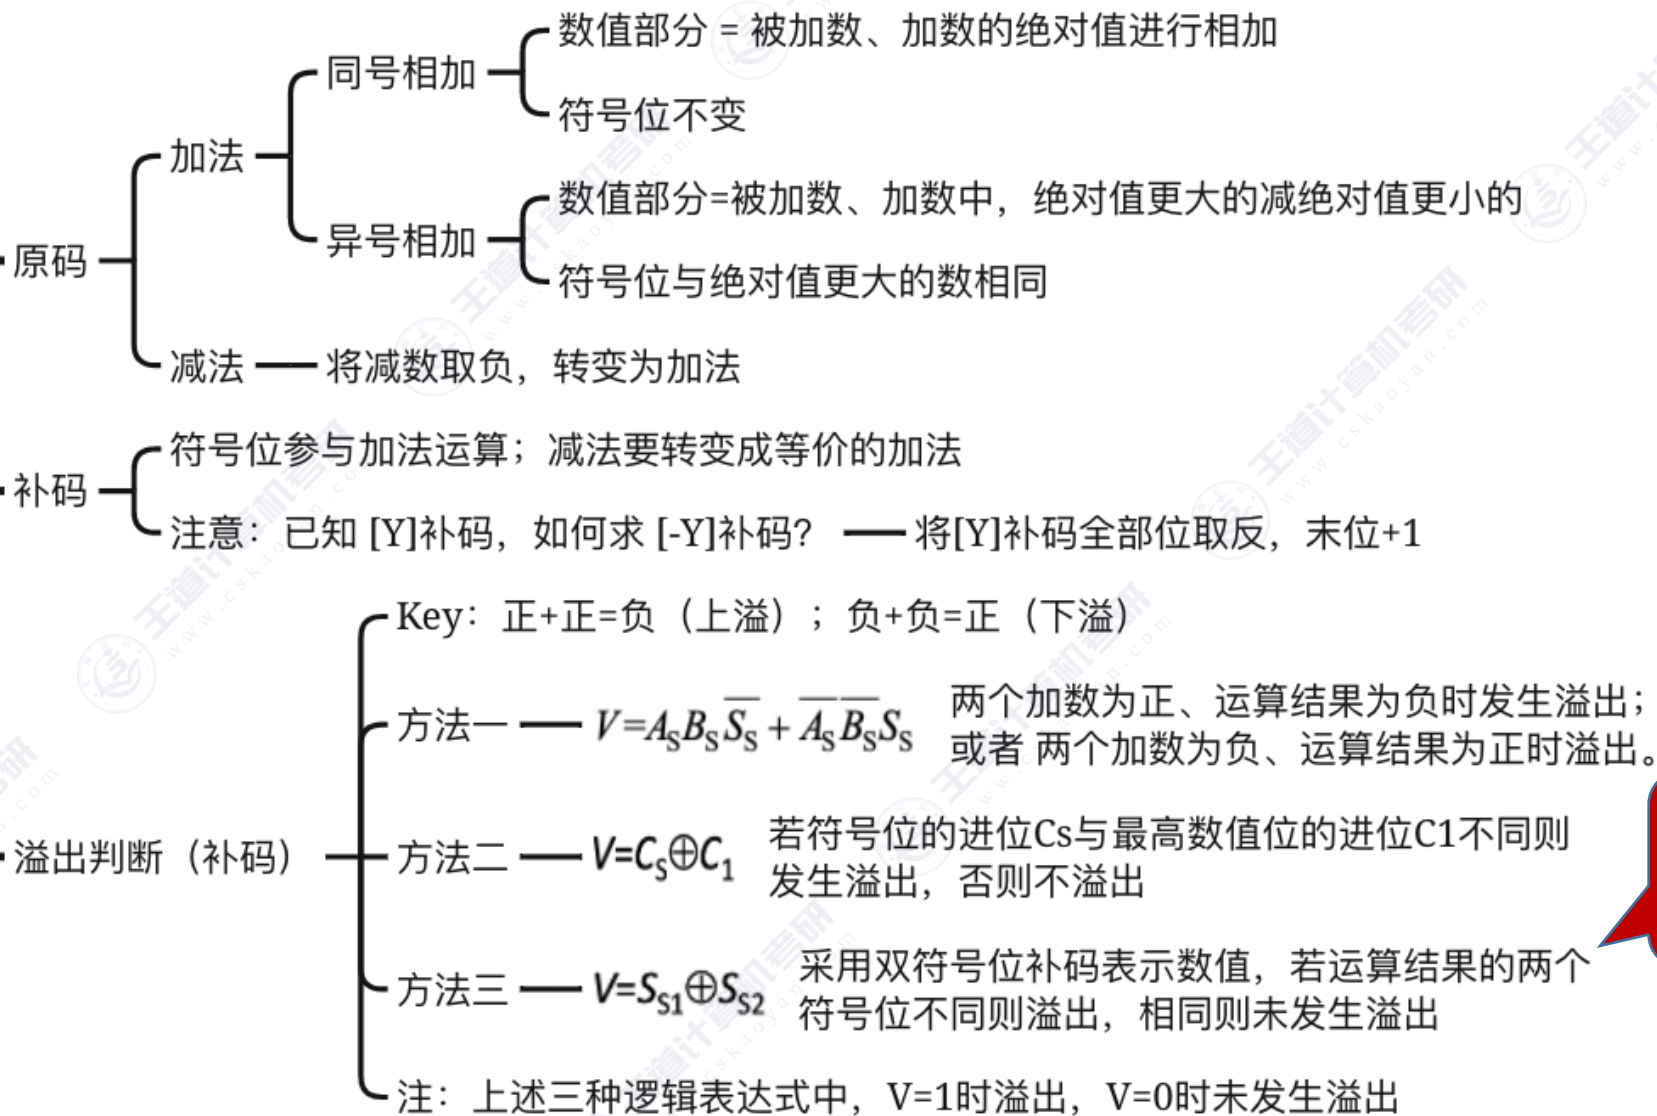 数值部分 = 被加数、加数的绝对值进行相加
同号相加
符号位不变
加法
数值部分=被加数、加数中，绝对值更大的减绝对值更小的
异号相加
符号位与绝对值更大的数相同
原码
减法
将减数取负，转变为加法
符号位参与加法运算；减法要转变成等价的加法
补码
注意：已知 [Y]补码，如何求 [-Y]补码？
将[Y]补码全部位取反，末位+1
Key：正+正=负（上溢）；负+负=正（下溢）
方法一
V=A_S B_S S̅_S + A̅_S B̅_S S_S
两个加数为正、运算结果为负时发生溢出；
或者 两个加数为负、运算结果为正时溢出。
溢出判断（补码）
方法二
V=C_S⊕C_1
若符号位的进位Cs与最高数值位的进位C1不同则
发生溢出，否则不溢出
方法三
V=S_S1⊕S_S2
采用双符号位补码表示数值，若运算结果的两个
符号位不同则溢出，相同则未发生溢出
注：上述三种逻辑表达式中，V=1时溢出，V=0时未发生溢出
王道计算机考研
www.cskaoyan.com